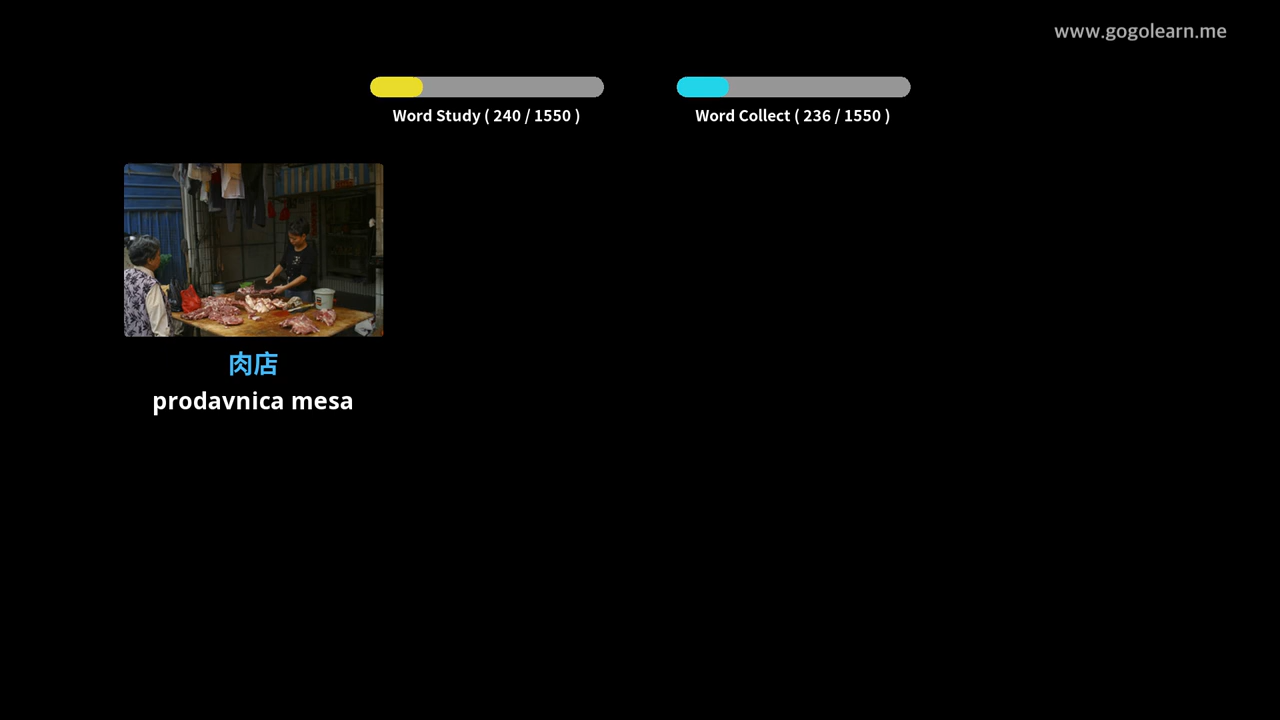 www.gogolearn.me
Word Study ( 240 / 1550 )
Word Collect ( 236 / 1550 )
肉店
prodavnica mesa